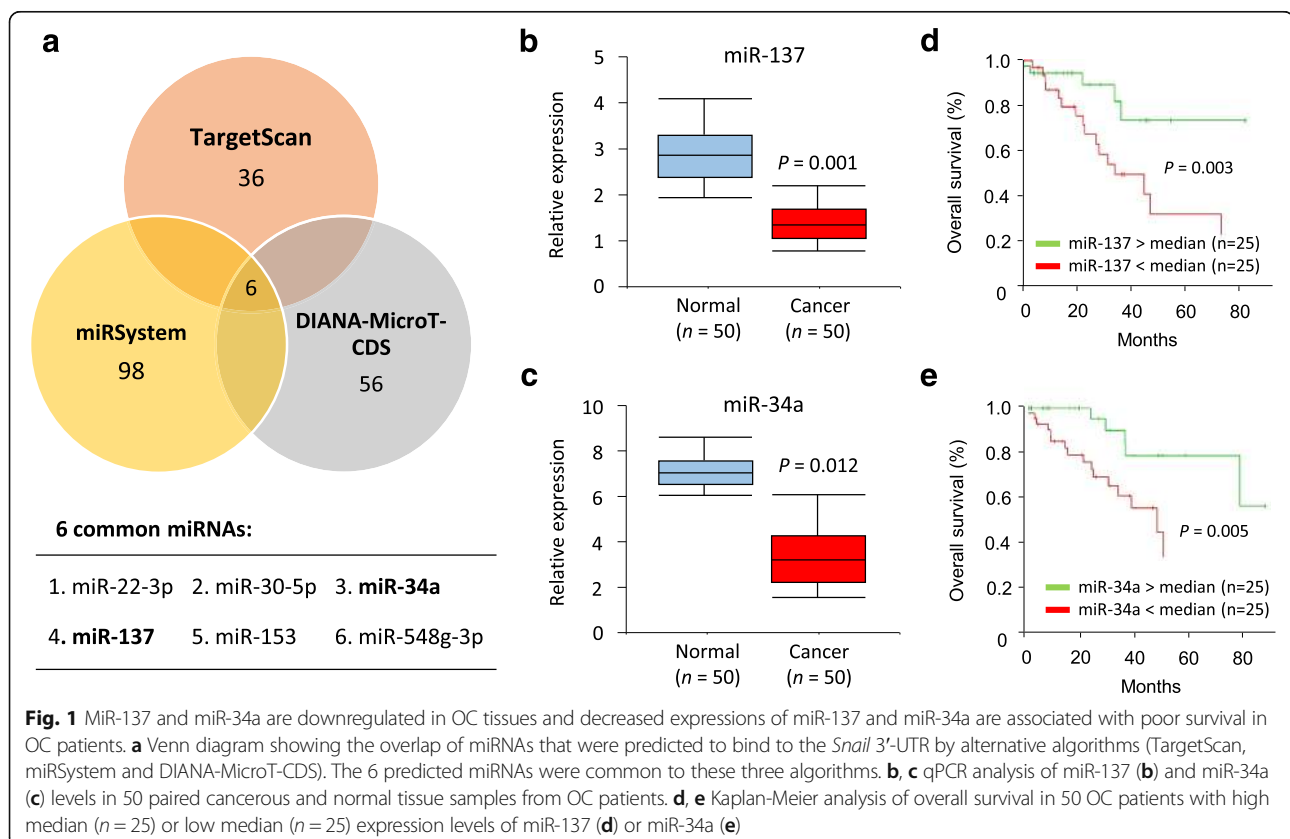 a
TargetScan
36
6
miRSystem
98
DIANA-MicroT-
CDS
56
6 common miRNAs:
1. miR-22-3p 2. miR-30-5p 3. miR-34a
4. miR-137 5. miR-153 6. miR-548g-3p
b
miR-137
Relative expression
5
4
3
2
1
0
P = 0.001
Normal
(n = 50)
Cancer
(n = 50)
c
miR-34a
Relative expression
10
8
6
4
2
0
P = 0.012
Normal
(n = 50)
Cancer
(n = 50)
d
Overall survival (%)
1.0
0.8
0.6
0.4
0.2
0
P = 0.003
miR-137 > median (n=25)
miR-137 < median (n=25)
0 20 40 60 80
Months
e
Overall survival (%)
1.0
0.8
0.6
0.4
0.2
0
P = 0.005
miR-34a > median (n=25)
miR-34a < median (n=25)
0 20 40 60 80
Months
Fig. 1 MiR-137 and miR-34a are downregulated in OC tissues and decreased expressions of miR-137 and miR-34a are associated with poor survival in
OC patients. a Venn diagram showing the overlap of miRNAs that were predicted to bind to the Snail 3′-UTR by alternative algorithms (TargetScan,
miRSystem and DIANA-MicroT-CDS). The 6 predicted miRNAs were common to these three algorithms. b, c qPCR analysis of miR-137 (b) and miR-34a
(c) levels in 50 paired cancerous and normal tissue samples from OC patients. d, e Kaplan-Meier analysis of overall survival in 50 OC patients with high
median (n = 25) or low median (n = 25) expression levels of miR-137 (d) or miR-34a (e)